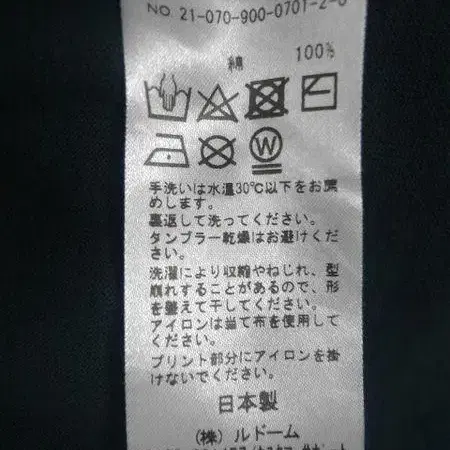 NO. 21-070-900-0701-2-0
綿 100%
W
手洗いは水温30℃以下をお薦
めします。
裏返して洗ってください。
タンブラー乾燥はお避けくだ
さい。
洗濯により収縮やねじれ、型
崩れすることがあるので、形
を整えて干してください。
アイロンは当て布を使用して
ください。
プリント部分にアイロンを掛
けないでください。
日本製
(株) ルドーム